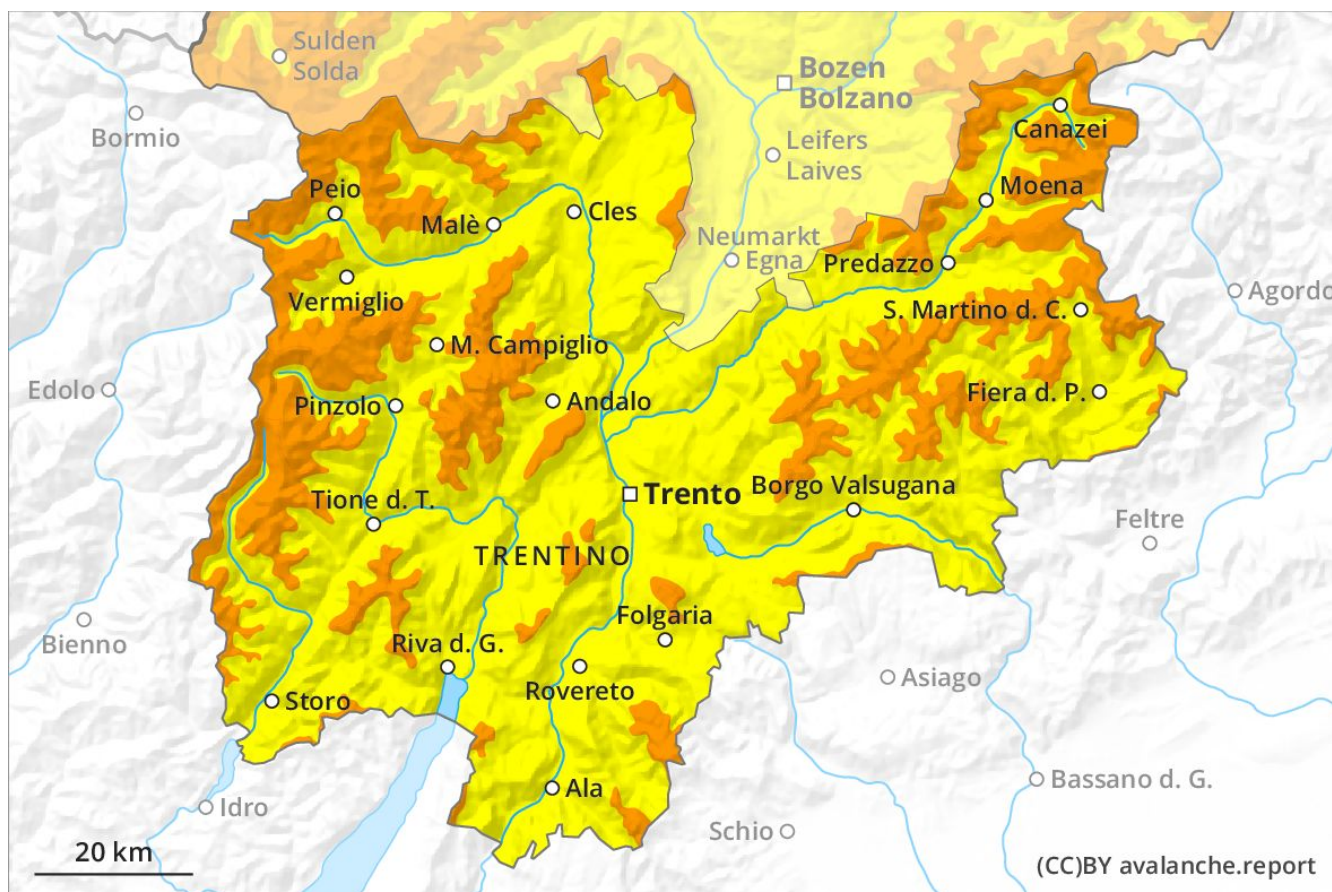 Sulden
Solda
Bozen
Bolzano
Bormio
Canazei
Leifers
Laives
Moena
Peio
Malè
Cles
Neumarkt
Egna
Predazzo
Vermiglio
S. Martino d. C.
Agordo
M. Campiglio
Edolo
Pinzolo
Andalo
Fiera d. P.
Trento
Borgo Valsugana
Tione d. T.
Feltre
TRENTINO
Folgaria
Bienno
Riva d. G.
Asiago
Rovereto
Storo
Bassano d. G.
Ala
Idro
Schio
20 km
(CC)BY avalanche.report